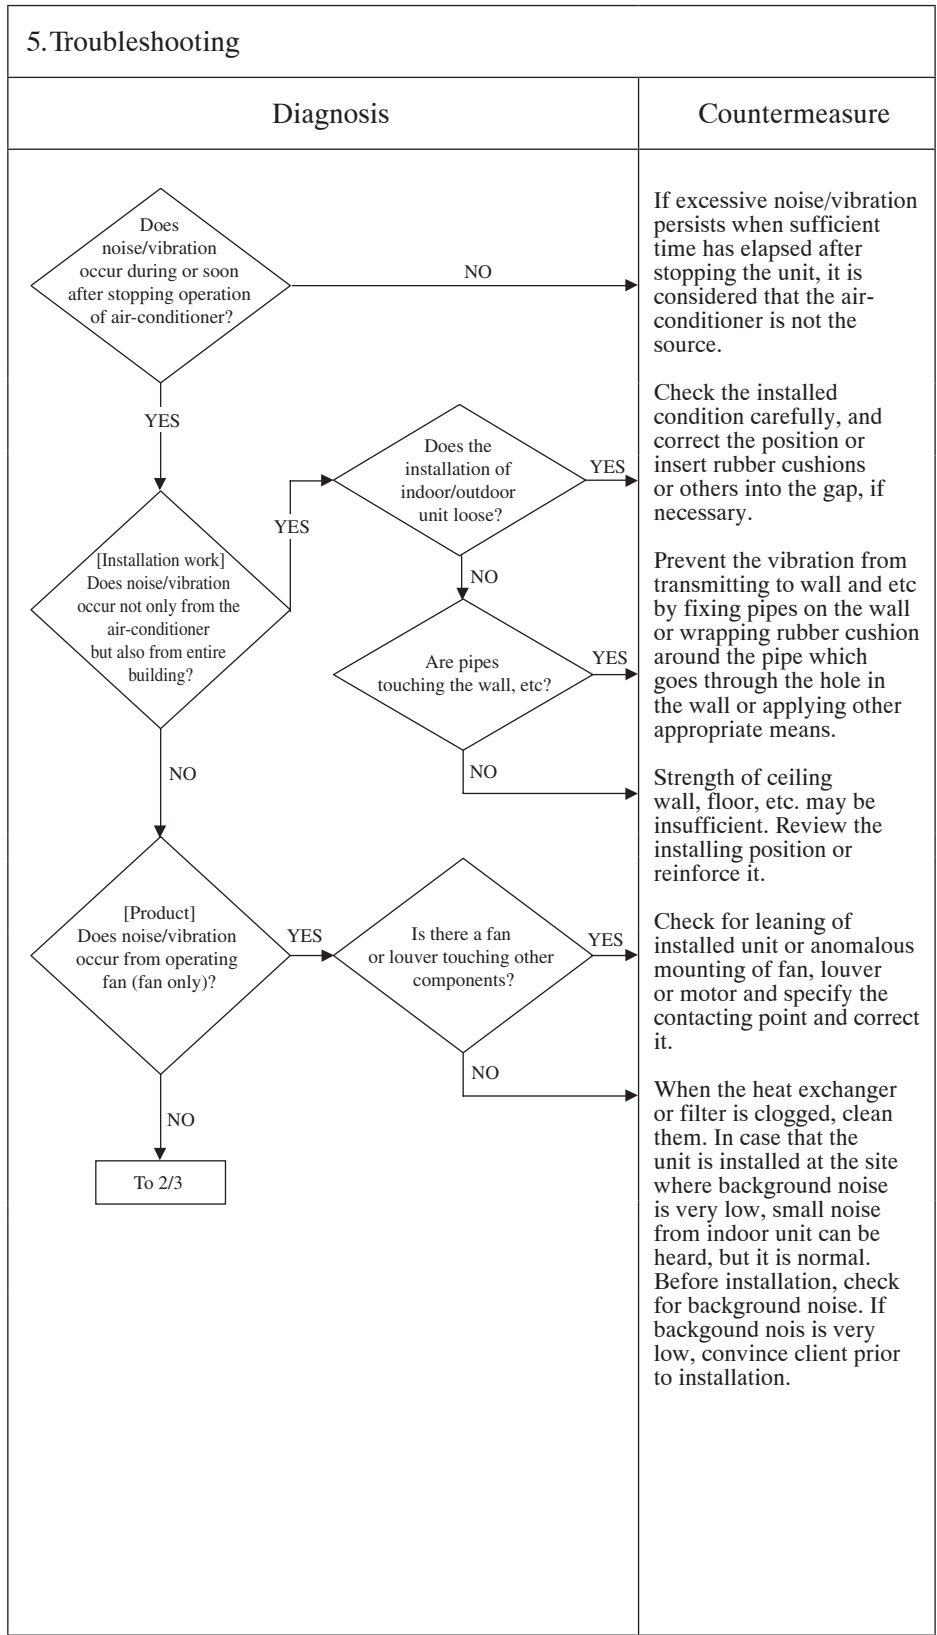 5.Troubleshooting
Diagnosis
Countermeasure
Does
noise/vibration
occur during or soon
after stopping operation
of air-conditioner?
NO
If excessive noise/vibration
persists when sufficient
time has elapsed after
stopping the unit, it is
considered that the air-
conditioner is not the
source.
YES
[Installation work]
Does noise/vibration
occur not only from the
air-conditioner
but also from entire
building?
YES
Does the
installation of
indoor/outdoor
unit loose?
YES
Check the installed
condition carefully, and
correct the position or
insert rubber cushions
or others into the gap, if
necessary.
NO
Are pipes
touching the wall, etc?
YES
Prevent the vibration from
transmitting to wall and etc
by fixing pipes on the wall
or wrapping rubber cushion
around the pipe which
goes through the hole in
the wall or applying other
appropriate means.
NO
Strength of ceiling
wall, floor, etc. may be
insufficient. Review the
installing position or
reinforce it.
NO
[Product]
Does noise/vibration
occur from operating
fan (fan only)?
YES
Is there a fan
or louver touching other
components?
YES
Check for leaning of
installed unit or anomalous
mounting of fan, louver
or motor and specify the
contacting point and correct
it.
NO
When the heat exchanger
or filter is clogged, clean
them. In case that the
unit is installed at the site
where background noise
is very low, small noise
from indoor unit can be
heard, but it is normal.
Before installation, check
for background noise. If
backgound nois is very
low, convince client prior
to installation.
NO
To 2/3